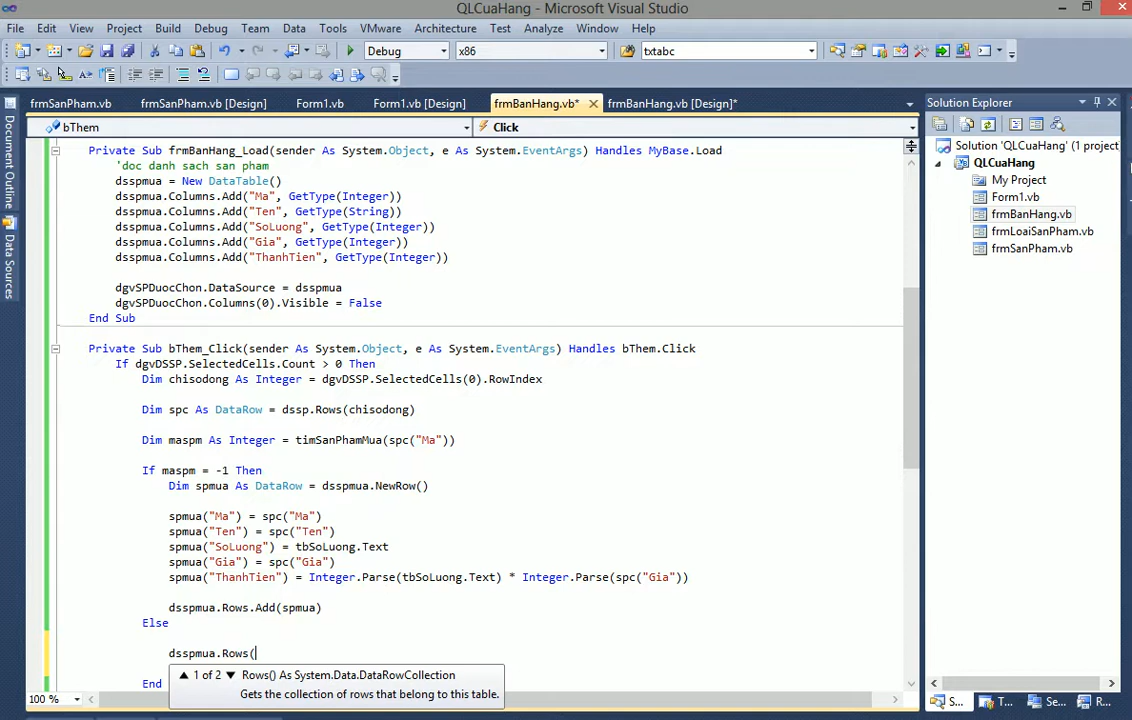 QLCuaHang - Microsoft Visual Studio
File Edit View Project Build Debug Team Data Tools VMware Architecture Test Analyze Window Help
Debug x86 txtabc
frmSanPham.vb frmSanPham.vb [Design] Form1.vb Form1.vb [Design] frmBanHang.vb* frmBanHang.vb [Design]*
bThem Click
Document Outline
Data Sources
Private Sub frmBanHang_Load(sender As System.Object, e As System.EventArgs) Handles MyBase.Load
'doc danh sach san pham
dsspmua = New DataTable()
dsspmua.Columns.Add("Ma", GetType(Integer))
dsspmua.Columns.Add("Ten", GetType(String))
dsspmua.Columns.Add("SoLuong", GetType(Integer))
dsspmua.Columns.Add("Gia", GetType(Integer))
dsspmua.Columns.Add("ThanhTien", GetType(Integer))
dgvSPDuocChon.DataSource = dsspmua
dgvSPDuocChon.Columns(0).Visible = False
End Sub
Private Sub bThem_Click(sender As System.Object, e As System.EventArgs) Handles bThem.Click
If dgvDSSP.SelectedCells.Count > 0 Then
Dim chisodong As Integer = dgvDSSP.SelectedCells(0).RowIndex
Dim spc As DataRow = dssp.Rows(chisodong)
Dim maspm As Integer = timSanPhamMua(spc("Ma"))
If maspm = -1 Then
Dim spmua As DataRow = dsspmua.NewRow()
spmua("Ma") = spc("Ma")
spmua("Ten") = spc("Ten")
spmua("SoLuong") = tbSoLuong.Text
spmua("Gia") = spc("Gia")
spmua("ThanhTien") = Integer.Parse(tbSoLuong.Text) * Integer.Parse(spc("Gia"))
dsspmua.Rows.Add(spmua)
Else
dsspmua.Rows(
1 of 2 Rows() As System.Data.DataRowCollection
Gets the collection of rows that belong to this table.
End
100 %
Solution Explorer
Solution 'QLCuaHang' (1 project)
QLCuaHang
My Project
Form1.vb
frmBanHang.vb
frmLoaiSanPham.vb
frmSanPham.vb
S... T... Se... R...